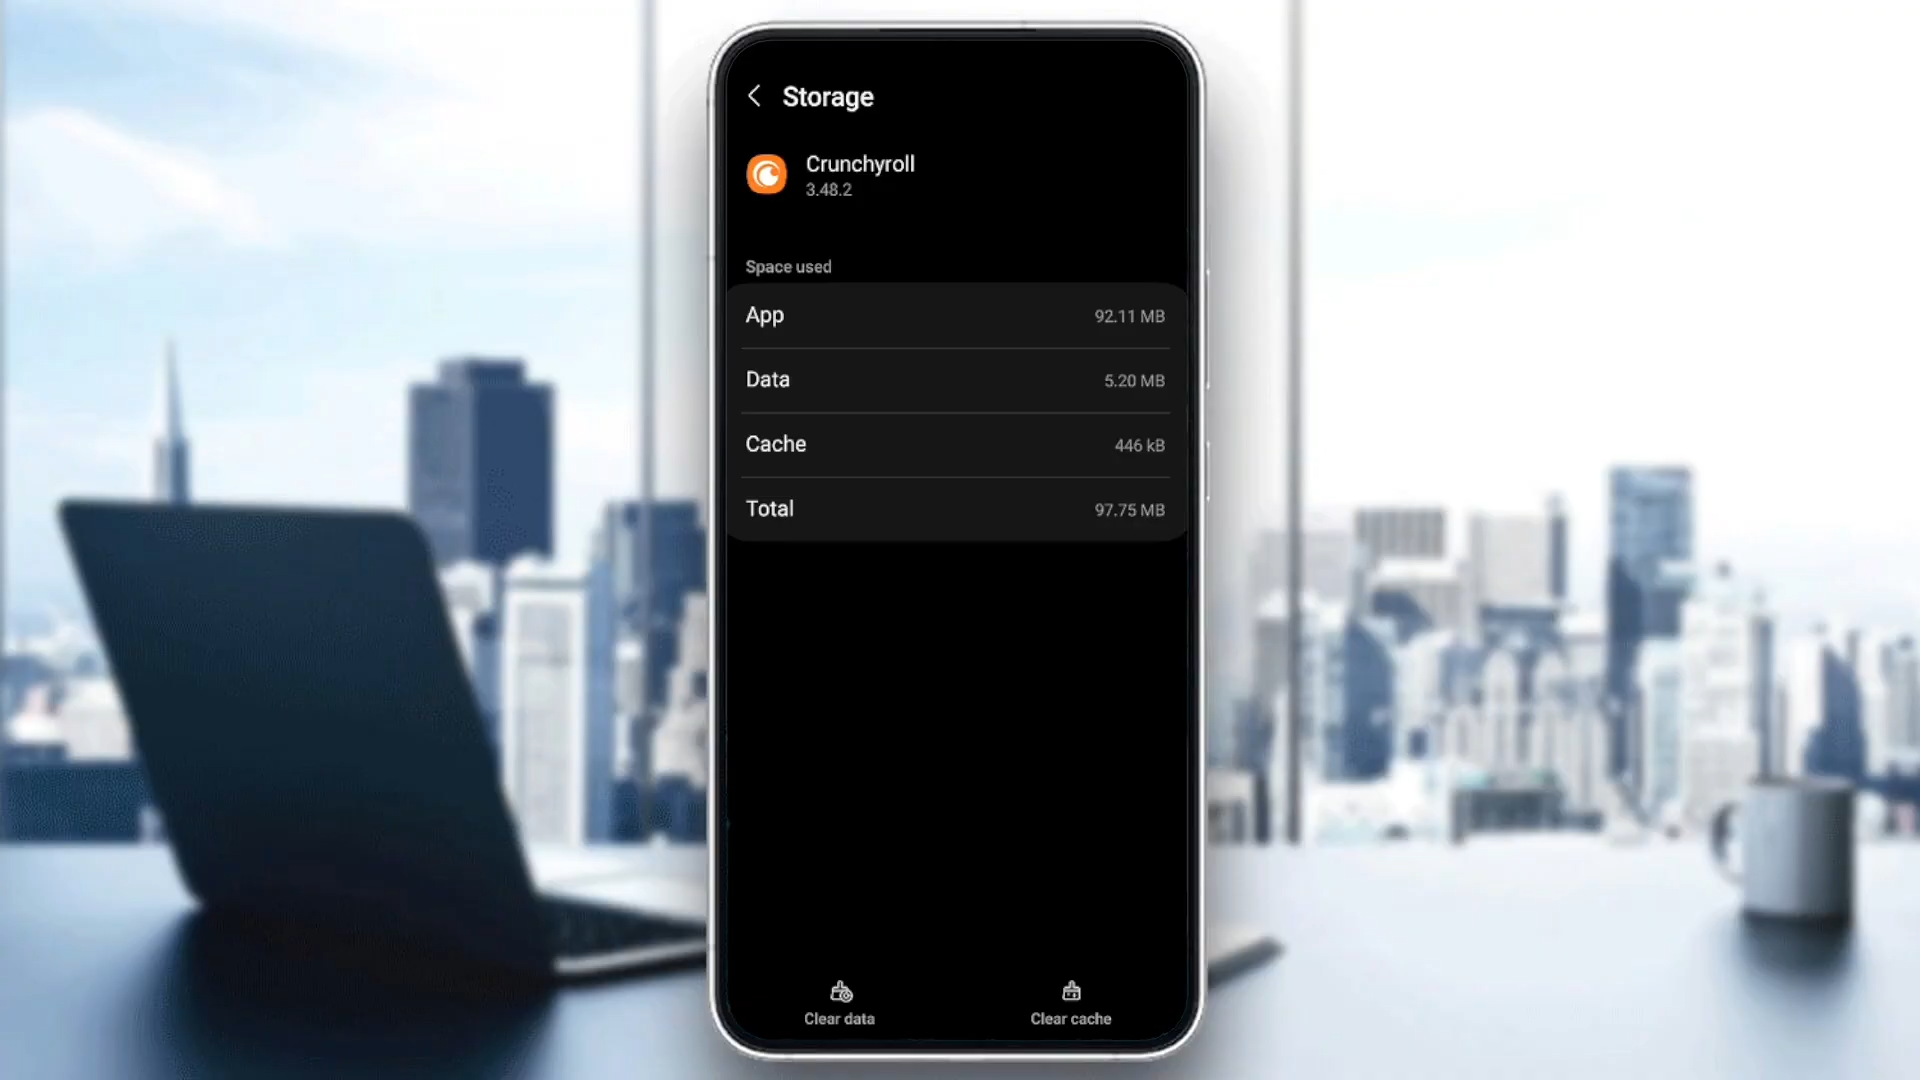 Storage
Crunchyroll
3.48.2
Space used
App 92.11 MB
Data 5.20 MB
Cache 446 kB
Total 97.75 MB
Clear data Clear cache